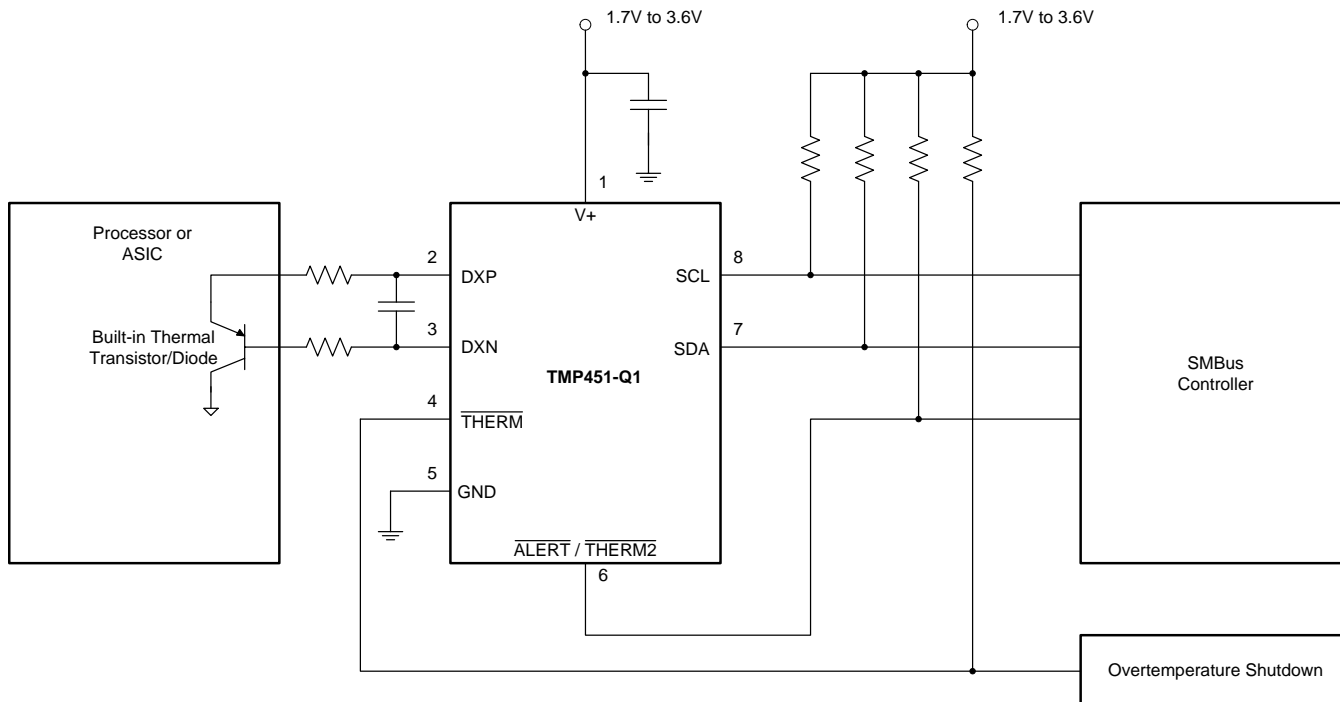 1.7V to 3.6V
1.7V to 3.6V
1
V+
Processor or
ASIC
Built-in Thermal
Transistor/Diode
2
DXP
3
DXN
4
THERM
5
GND
TMP451-Q1
ALERT / THERM2
6
8
SCL
7
SDA
SMBus
Controller
Overtemperature Shutdown